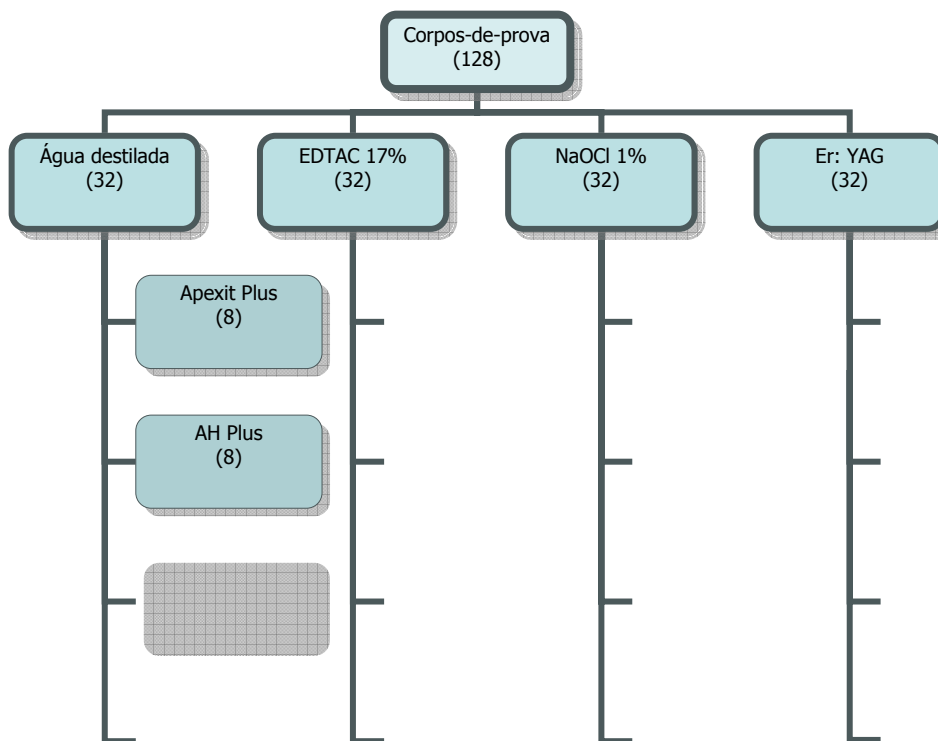 Corpos-de-prova
(128)
Água destilada
(32)
EDTAC 17%
(32)
NaOCl 1%
(32)
Er: YAG
(32)
Apexit Plus
(8)
AH Plus
(8)